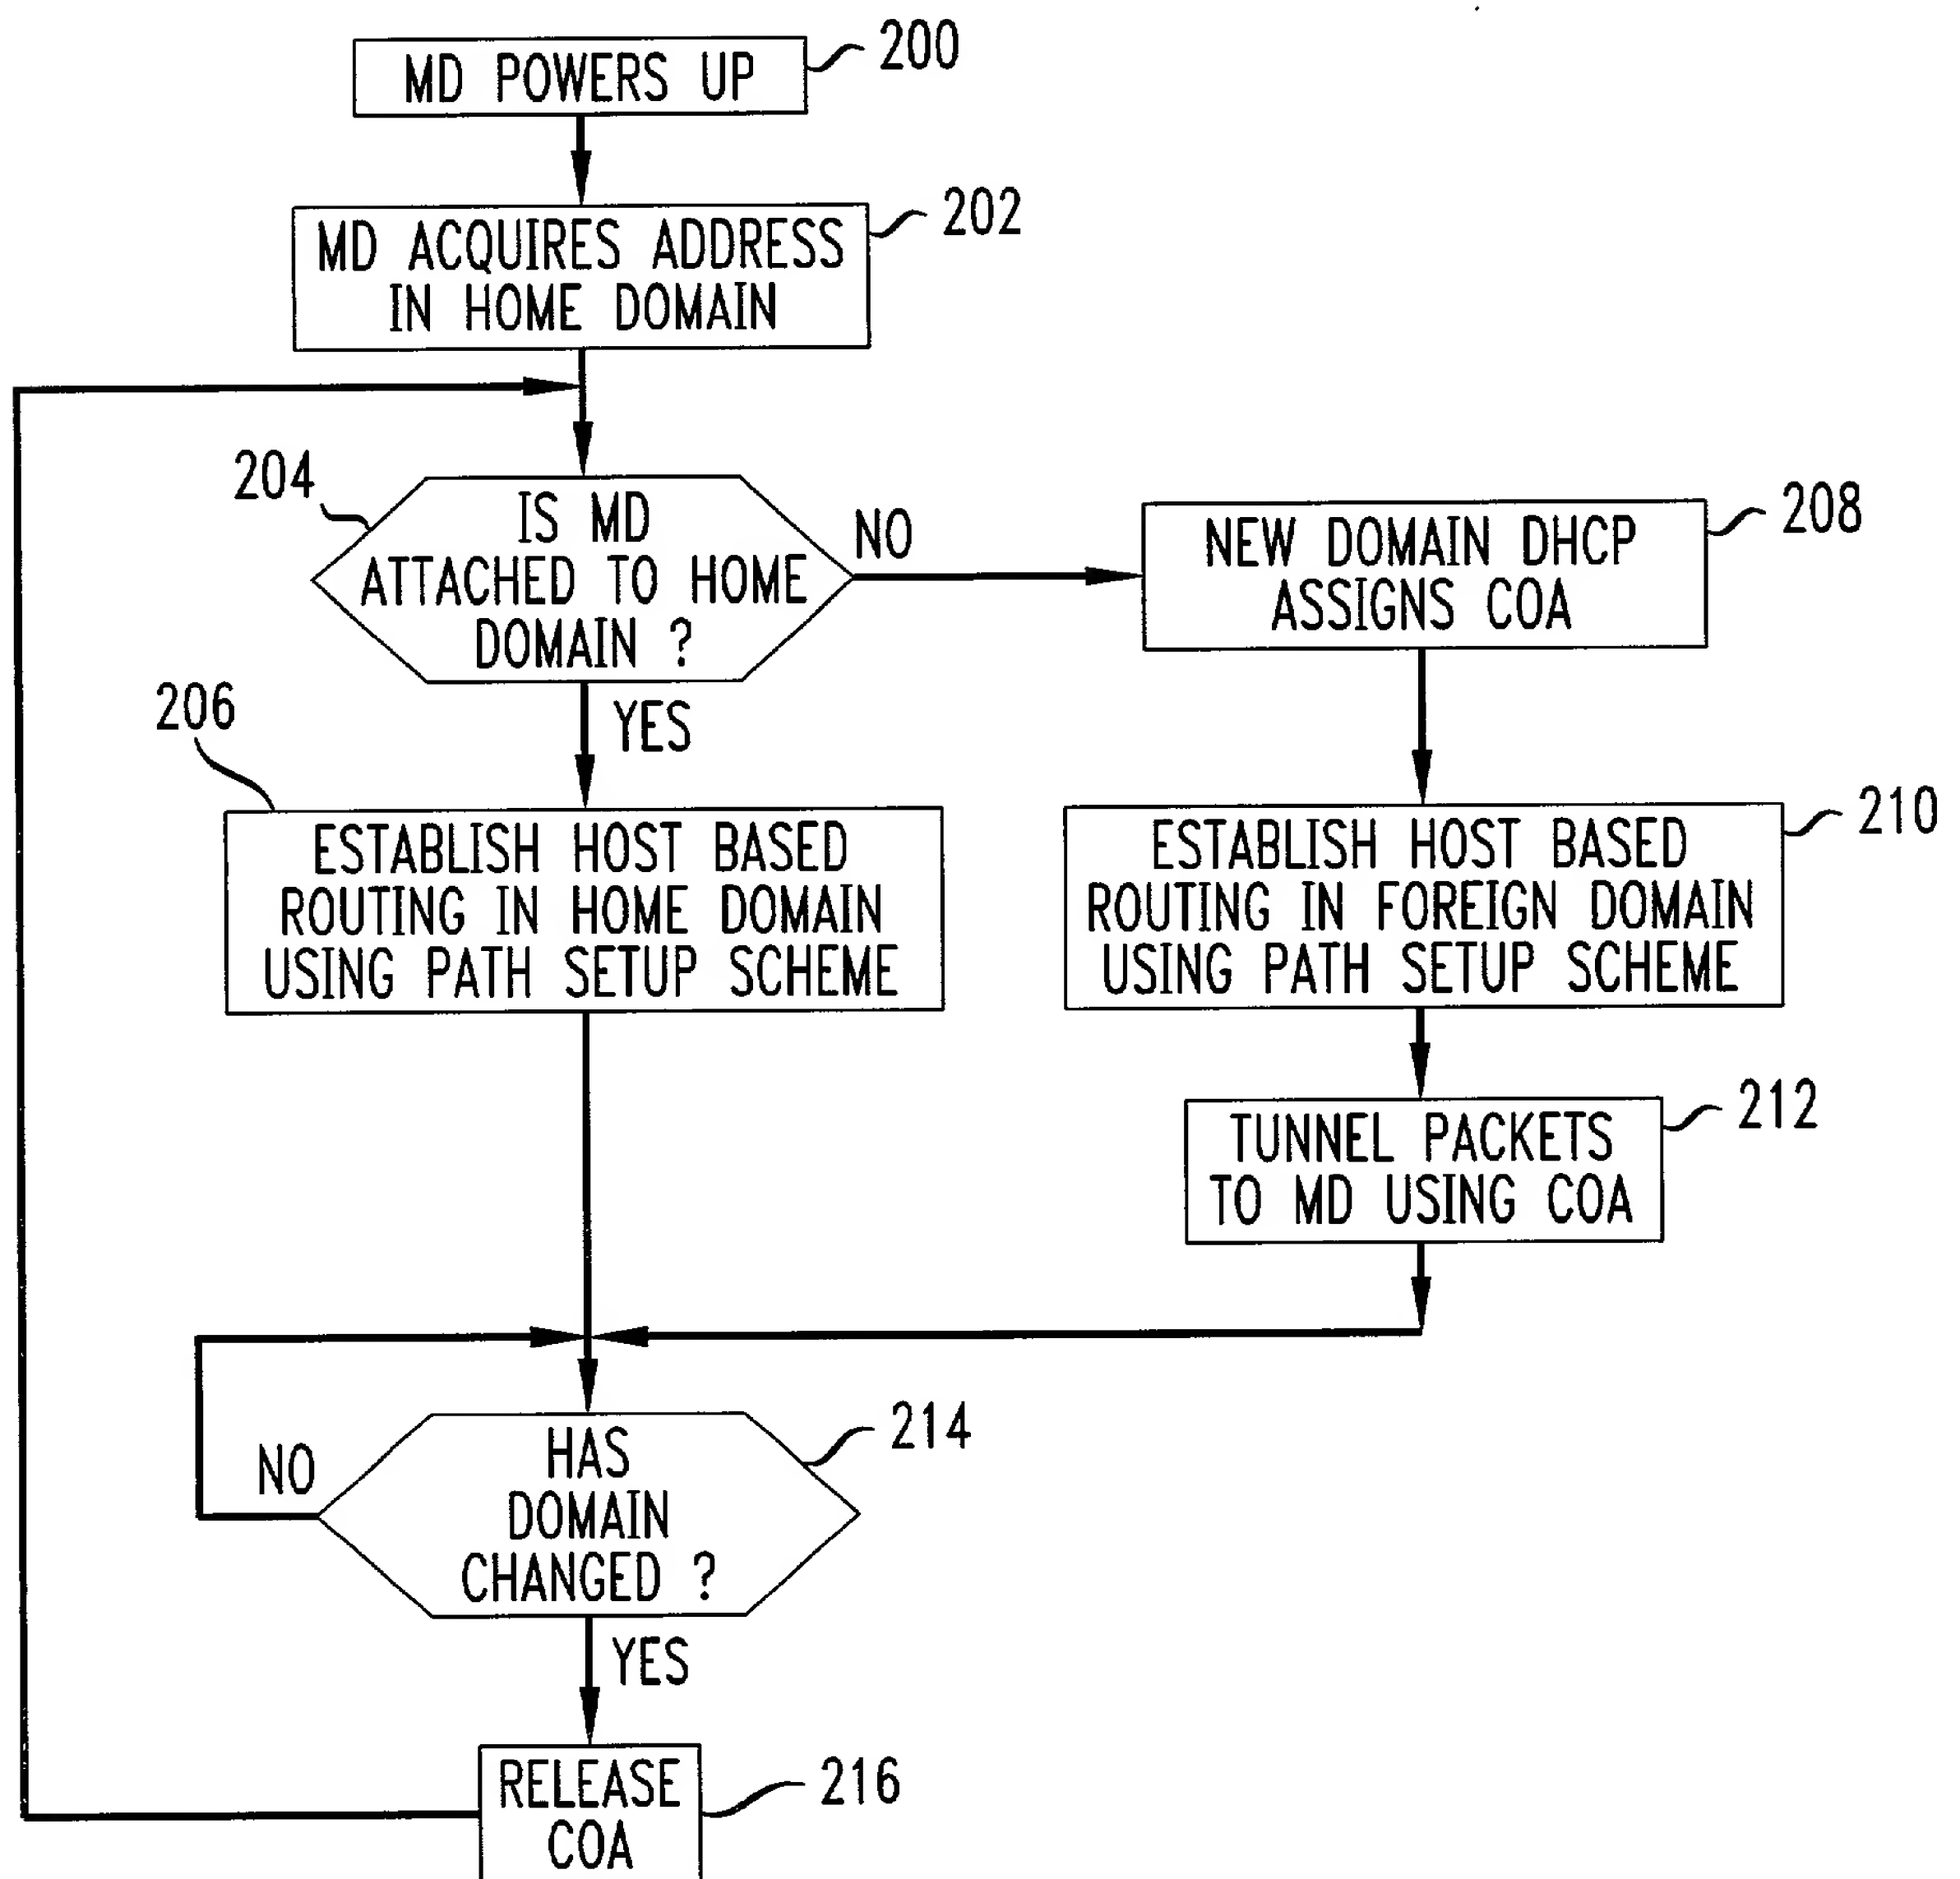 MD POWERS UP
200
MD ACQUIRES ADDRESS
IN HOME DOMAIN
202
204
IS MD
ATTACHED TO HOME
DOMAIN ?
NO
YES
NEW DOMAIN DHCP
ASSIGNS COA
208
206
ESTABLISH HOST BASED
ROUTING IN HOME DOMAIN
USING PATH SETUP SCHEME
ESTABLISH HOST BASED
ROUTING IN FOREIGN DOMAIN
USING PATH SETUP SCHEME
210
TUNNEL PACKETS
TO MD USING COA
212
HAS
DOMAIN
CHANGED ?
214
NO
YES
RELEASE
COA
216